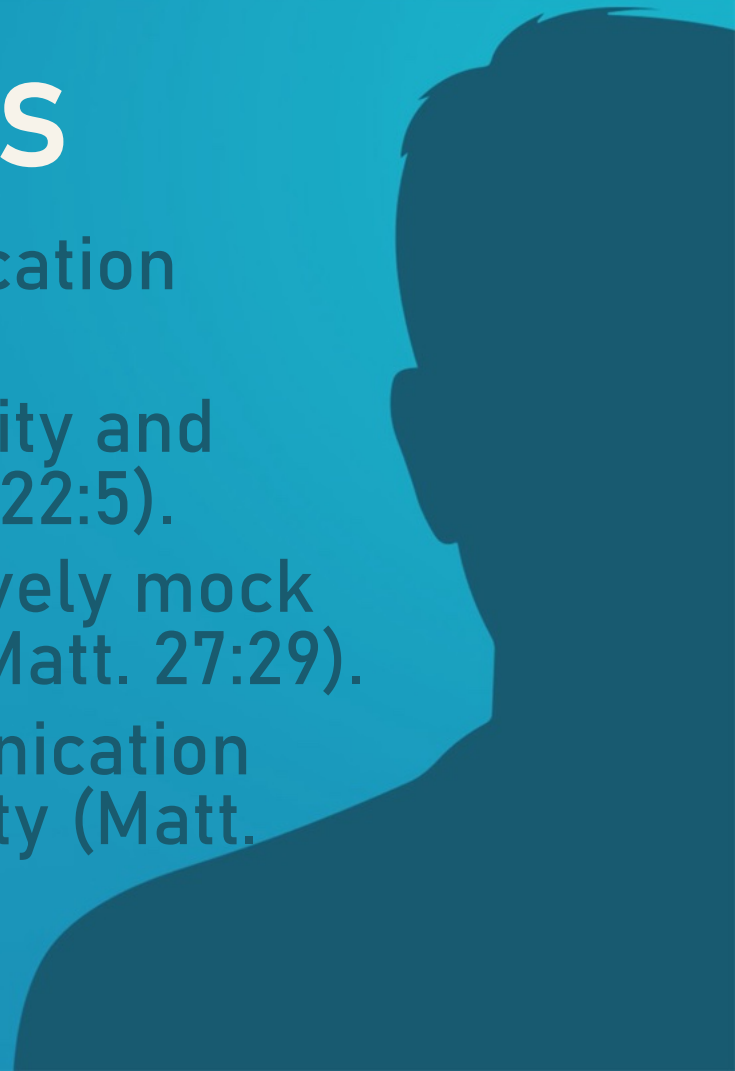 s
cation
ity and
22:5).
vely mock
Matt. 27:29).
nication
ty (Matt.